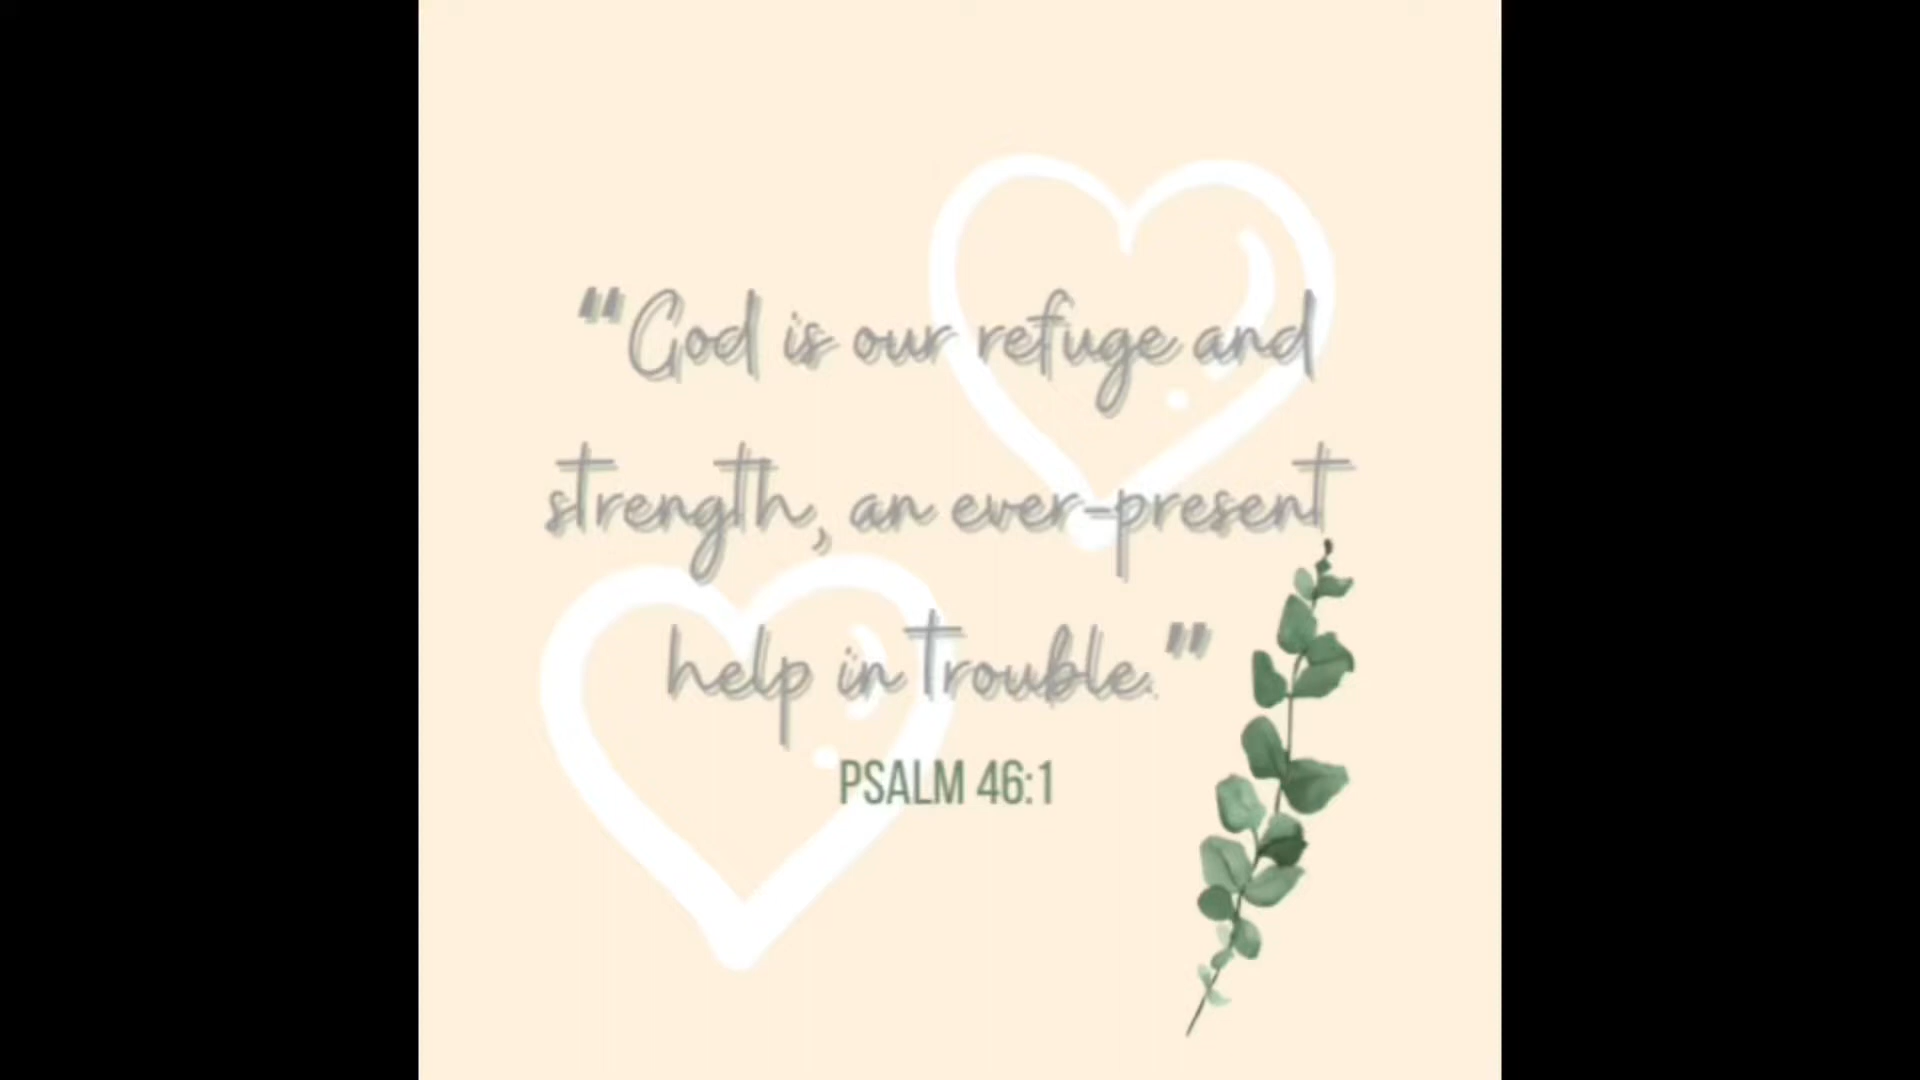 "God is our refuge and
strength, an ever-present
help in trouble."
PSALM 46:1